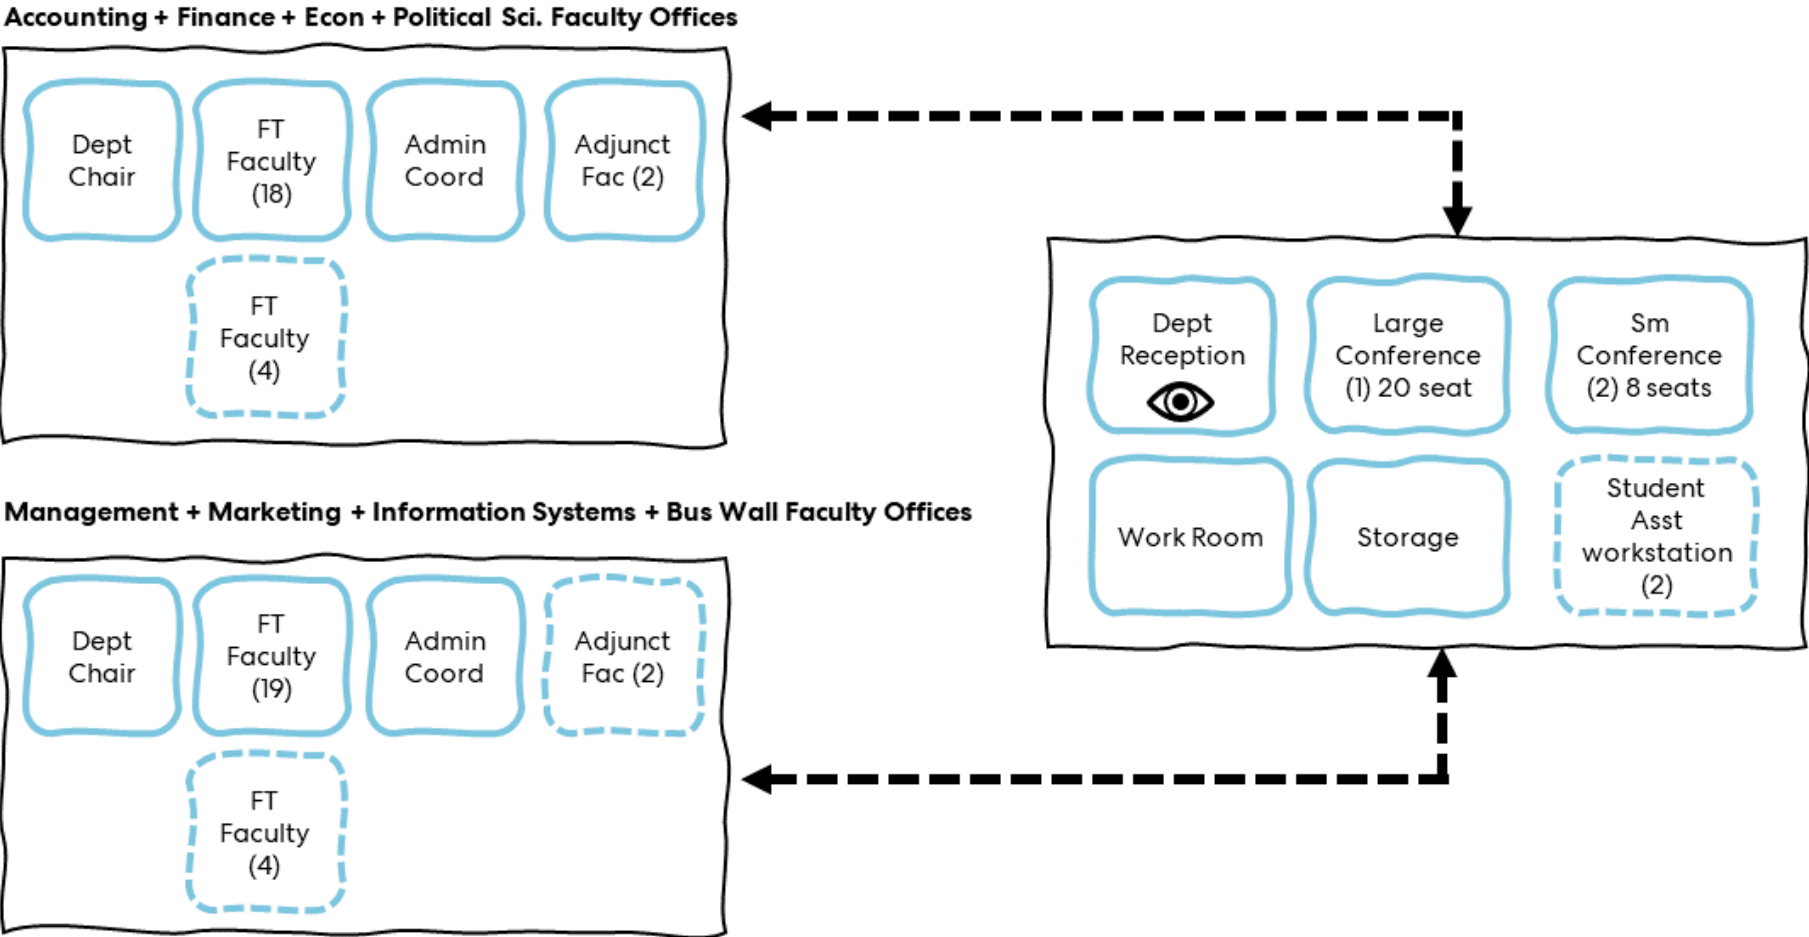 Accounting + Finance + Econ + Political Sci. Faculty Offices
Dept
Chair
FT
Faculty
(18)
Admin
Coord
Adjunct
Fac (2)
FT
Faculty
(4)
Dept
Reception
Large
Conference
(1) 20 seat
Sm
Conference
(2) 8 seats
Work Room
Storage
Student
Asst
workstation
(2)
Management + Marketing + Information Systems + Bus Wall Faculty Offices
Dept
Chair
FT
Faculty
(19)
Admin
Coord
Adjunct
Fac (2)
FT
Faculty
(4)